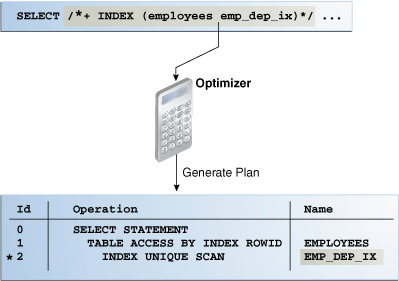 SELECT /*+ INDEX (employees emp_dep_ix)*/ ...
Optimizer
Generate Plan
Id Operation Name
0 SELECT STATEMENT
1 TABLE ACCESS BY INDEX ROWID EMPLOYEES
*2 INDEX UNIQUE SCAN EMP_DEP_IX